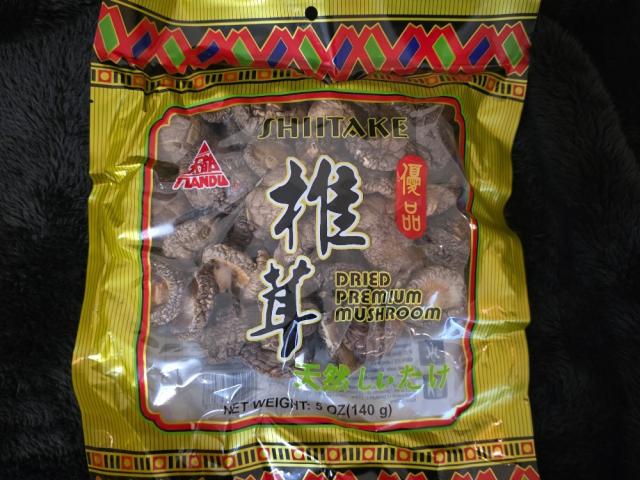 SHIITAKE
NANDU
優品
椎茸
DRIED
PREMIUM
MUSHROOM
天然しいたけ
NET WEIGHT: 5 OZ(140 g)